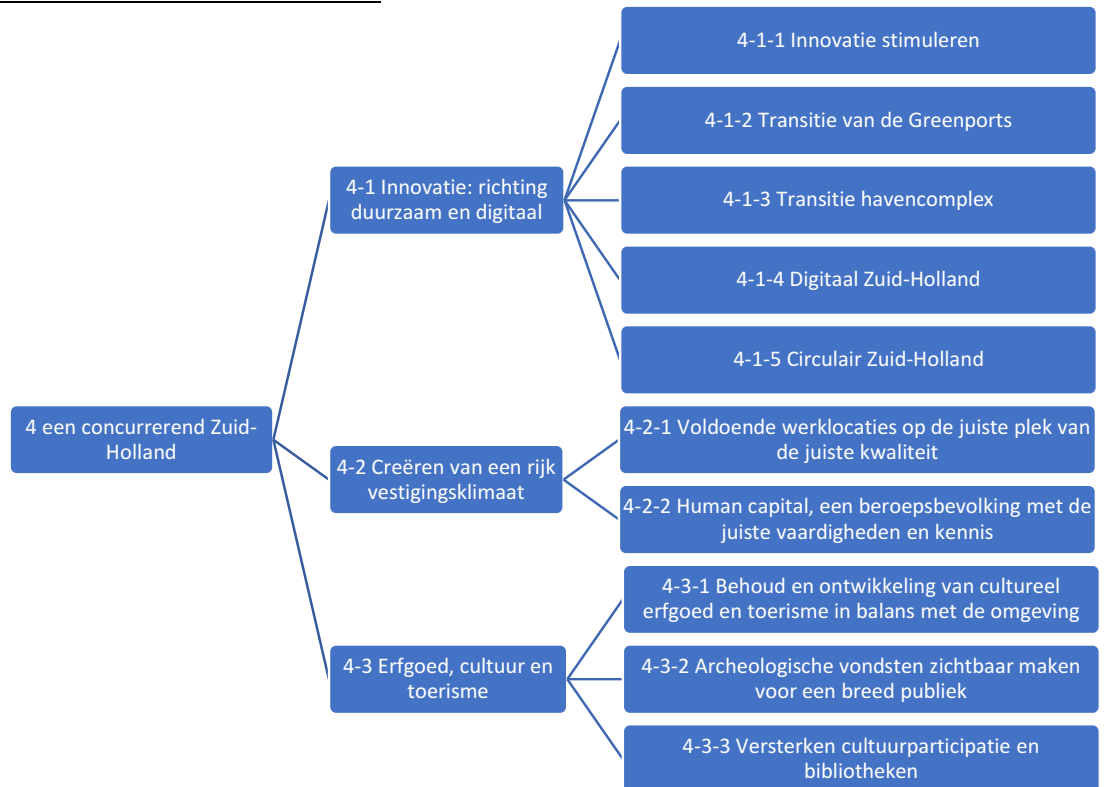 4 een concurrerend Zuid-
Holland
4-1 Innovatie: richting
duurzaam en digitaal
4-1-1 Innovatie stimuleren
4-1-2 Transitie van de Greenports
4-1-3 Transitie havencomplex
4-1-4 Digitaal Zuid-Holland
4-1-5 Circulair Zuid-Holland
4-2 Creëren van een rijk
vestigingsklimaat
4-2-1 Voldoende werklocaties op de juiste plek van
de juiste kwaliteit
4-2-2 Human capital, een beroepsbevolking met de
juiste vaardigheden en kennis
4-3 Erfgoed, cultuur en
toerisme
4-3-1 Behoud en ontwikkeling van cultureel
erfgoed en toerisme in balans met de omgeving
4-3-2 Archeologische vondsten zichtbaar maken
voor een breed publiek
4-3-3 Versterken cultuurparticipatie en
bibliotheken